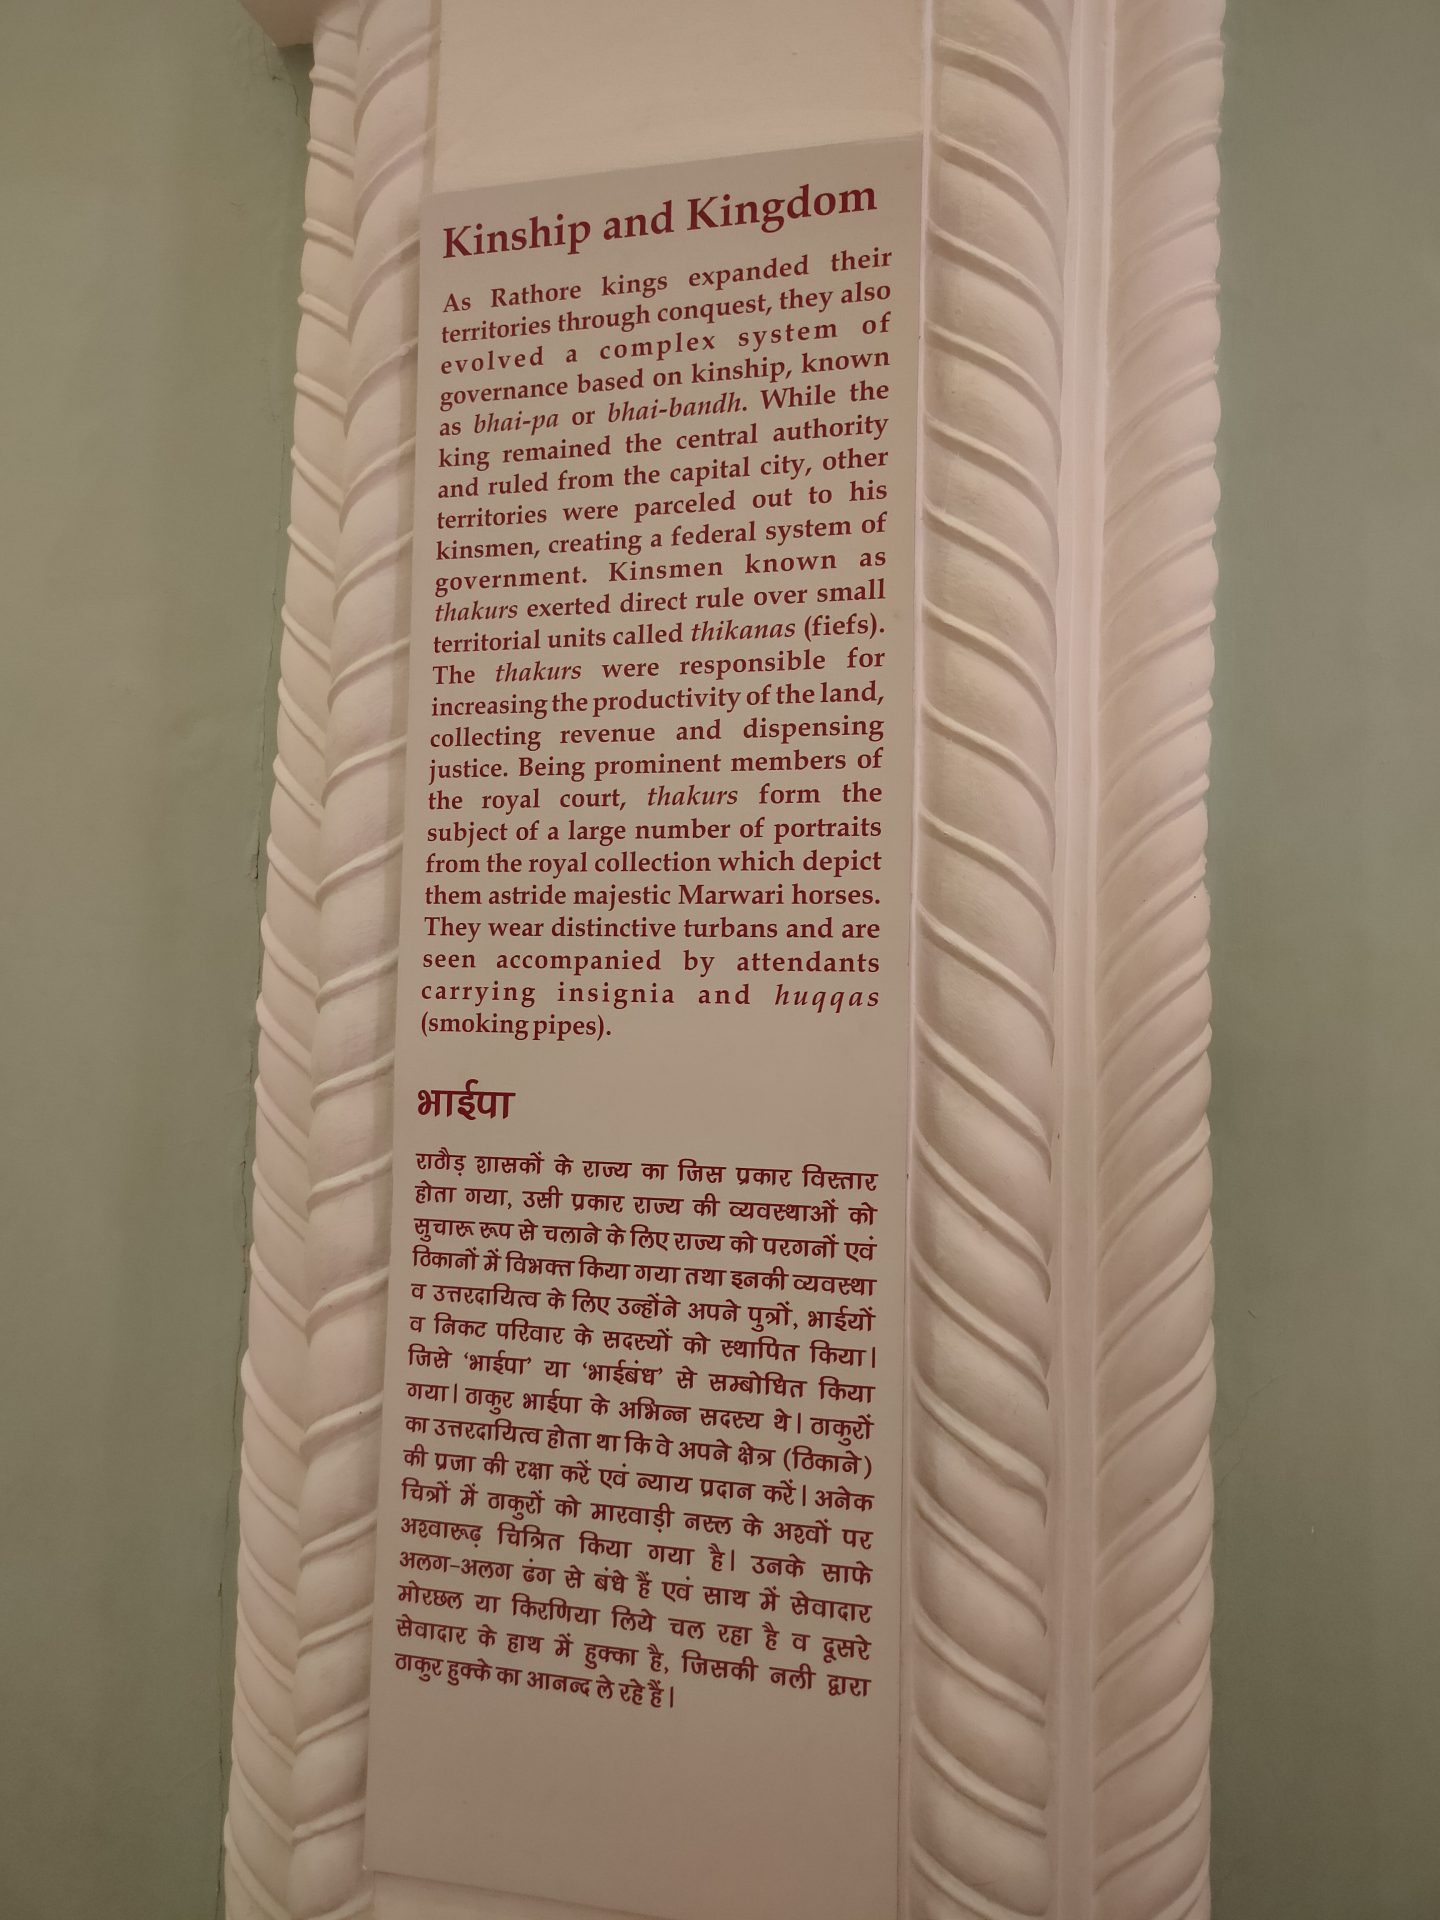 Kinship and Kingdom
As Rathore kings expanded their
territories through conquest, they also
evolved a complex system of
governance based on kinship, known
as bhai-pa or bhai-bandh. While the
king remained the central authority
and ruled from the capital city, other
territories were parceled out to his
kinsmen, creating a federal system of
government. Kinsmen known as
thakurs exerted direct rule over small
territorial units called thikanas (fiefs).
The thakurs were responsible for
increasing the productivity of the land,
collecting revenue and dispensing
justice. Being prominent members of
the royal court, thakurs form the
subject of a large number of portraits
from the royal collection which depict
them astride majestic Marwari horses.
They wear distinctive turbans and are
seen accompanied by attendants
carrying insignia and huqqas
(smoking pipes).
भाईपा
राठौड़ शासकों के राज्य का जिस प्रकार विस्तार
होता गया, उसी प्रकार राज्य की व्यवस्थाओं को
सुचारू रूप से चलाने के लिए राज्य को परगनों एवं
ठिकानों में विभक्त किया गया तथा इनकी व्यवस्था
व उत्तरदायित्व के लिए उन्होंने अपने पुत्रों, भाईयों
व निकट परिवार के सदस्यों को स्थापित किया।
जिसे ‘भाईपा’ या ‘भाईबंध’ से सम्बोधित किया
गया। ठाकुर भाईपा के अभिन्न सदस्य थे। ठाकुरों
का उत्तरदायित्व होता था कि वे अपने क्षेत्र (ठिकाने)
की प्रजा की रक्षा करें एवं न्याय प्रदान करें। अनेक
चित्रों में ठाकुरों को मारवाड़ी नस्ल के अश्वों पर
अश्वारूढ़ चित्रित किया गया है। उनके साफे
अलग-अलग ढंग से बंधे हैं एवं साथ में सेवादार
मोरछल या किरणिया लिये चल रहा है व दूसरे
सेवादार के हाथ में हुक्का है, जिसकी नली द्वारा
ठाकुर हुक्के का आनन्द ले रहे हैं।